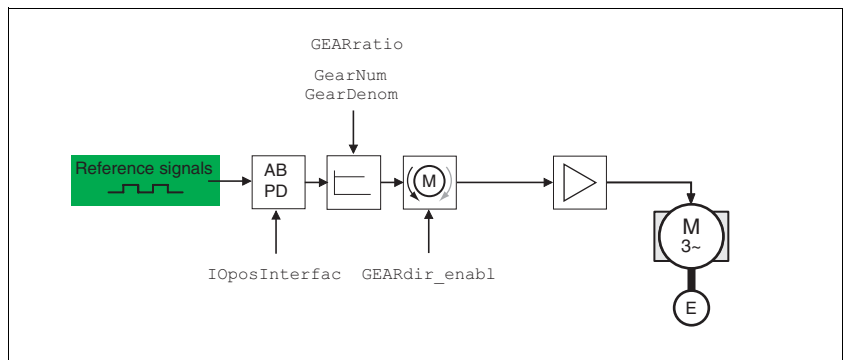 GEARratio
GearNum
GearDenom
Reference signals
AB
PD
M
M
3~
IOposInterfac
GEARdir_enabl
E